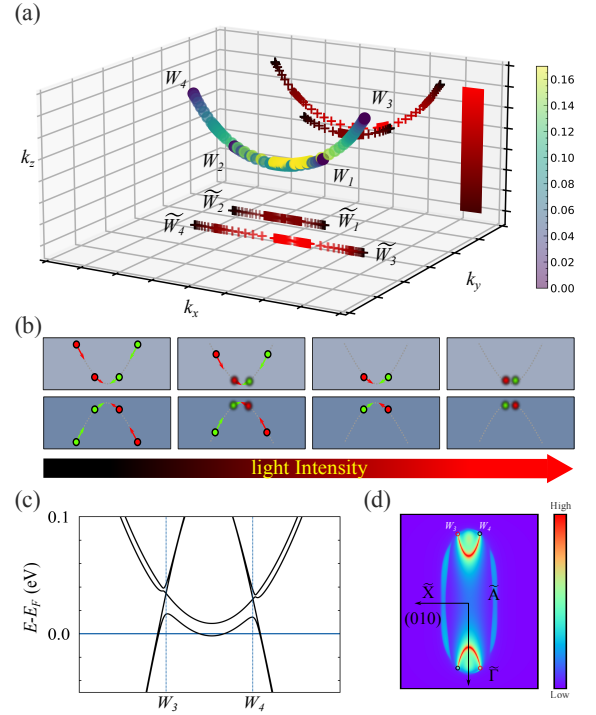 (a)
W4
W3
W2
W1
W̃2
W̃1
W̃4
W̃3
kz
kx
ky
0.16
0.14
0.12
0.10
0.08
0.06
0.04
0.02
0.00
(b)
light Intensity
(c)
0.1
E-EF (eV)
0.0
W3
W4
(d)
W3
W4
X̃
Ã
(010)
Γ̃
High
Low